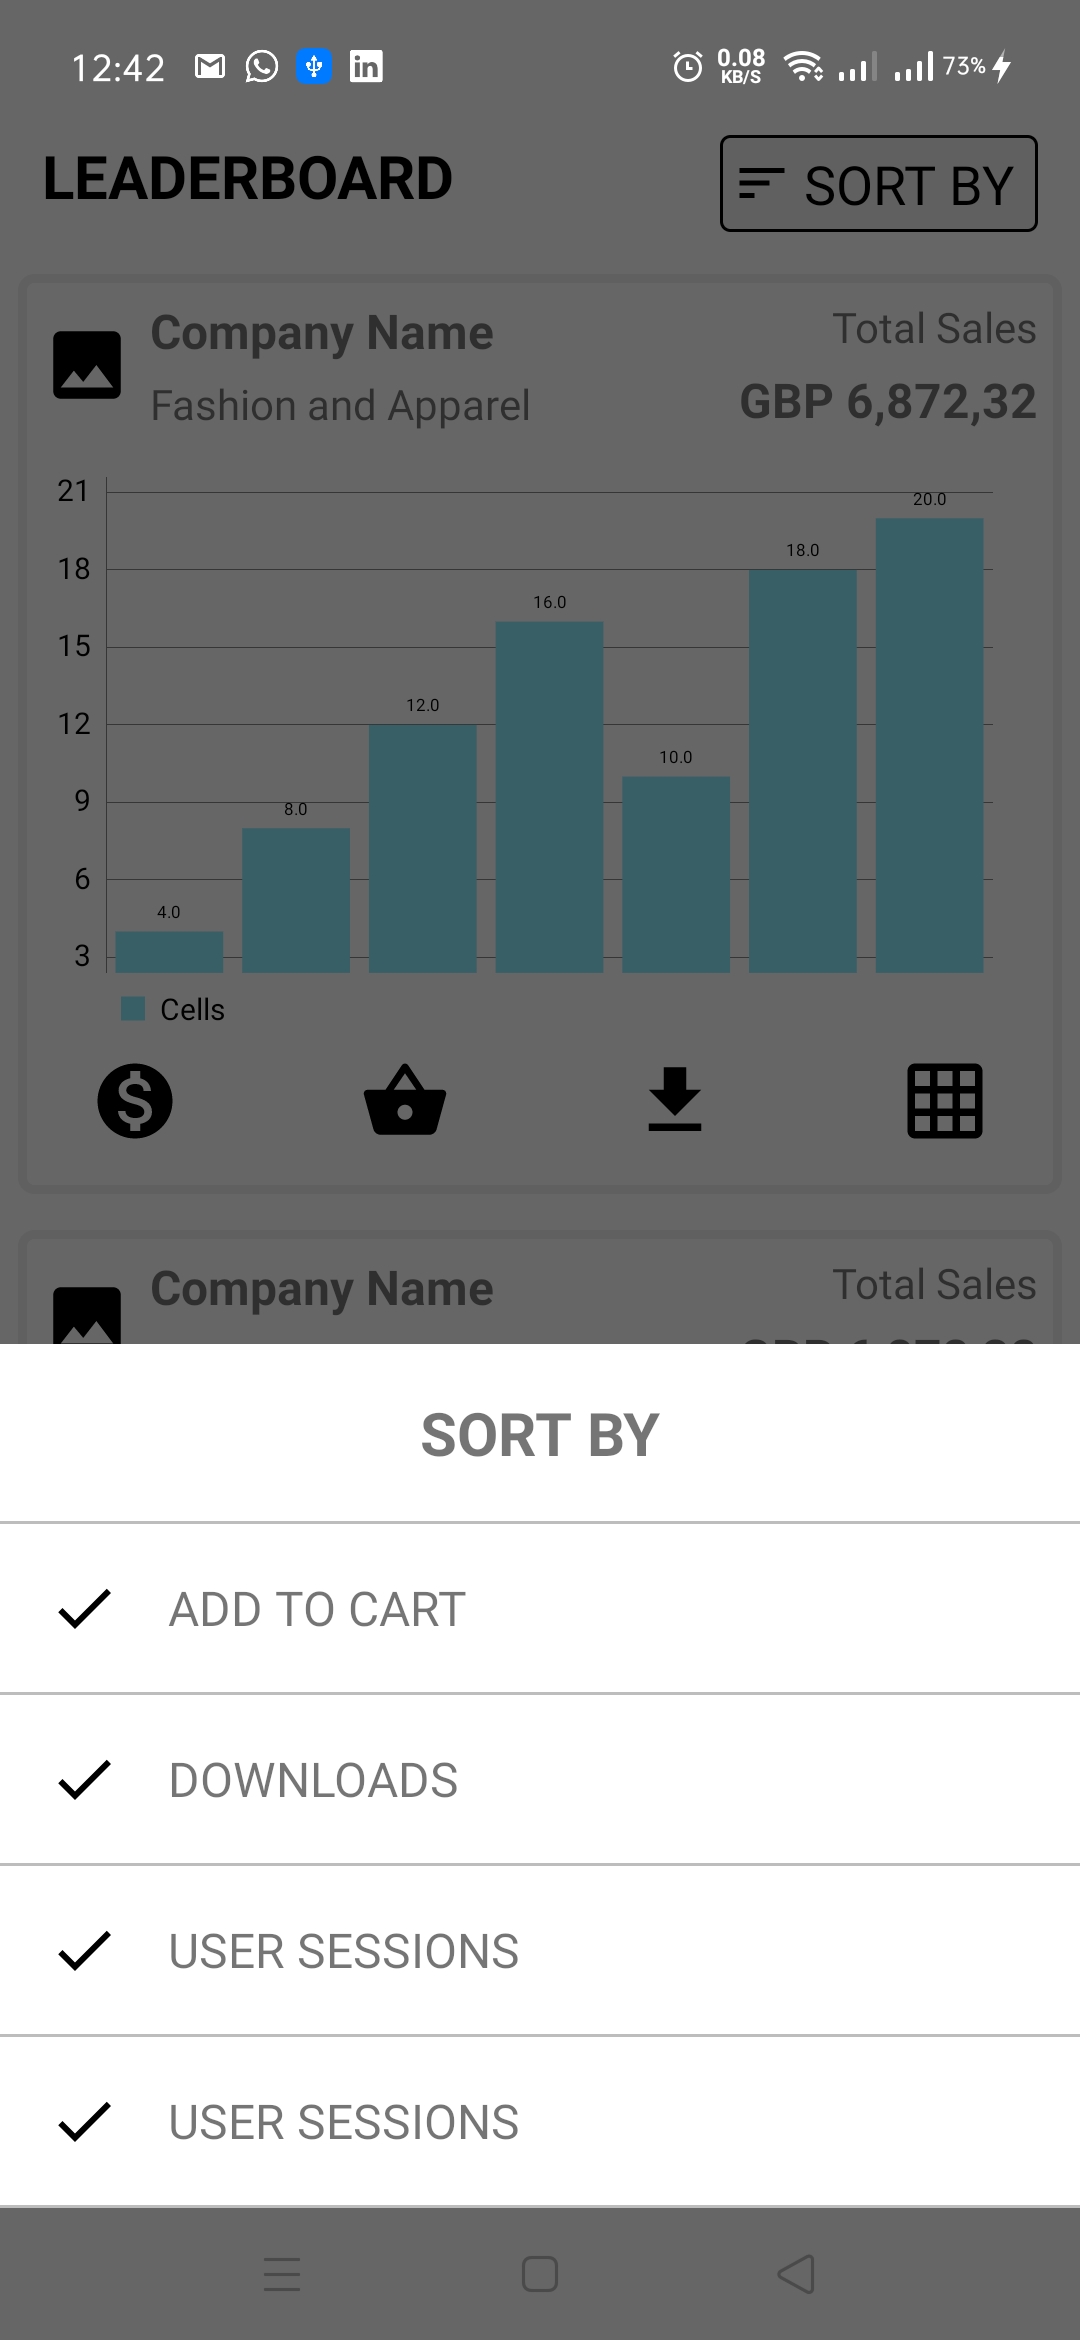 12:42
0.08
KB/S
73%
LEADERBOARD
SORT BY
Company Name
Total Sales
Fashion and Apparel
GBP 6,872,32
21
18
15
12
9
6
3
4.0
8.0
12.0
16.0
10.0
18.0
20.0
Cells
Company Name
Total Sales
SORT BY
ADD TO CART
DOWNLOADS
USER SESSIONS
USER SESSIONS